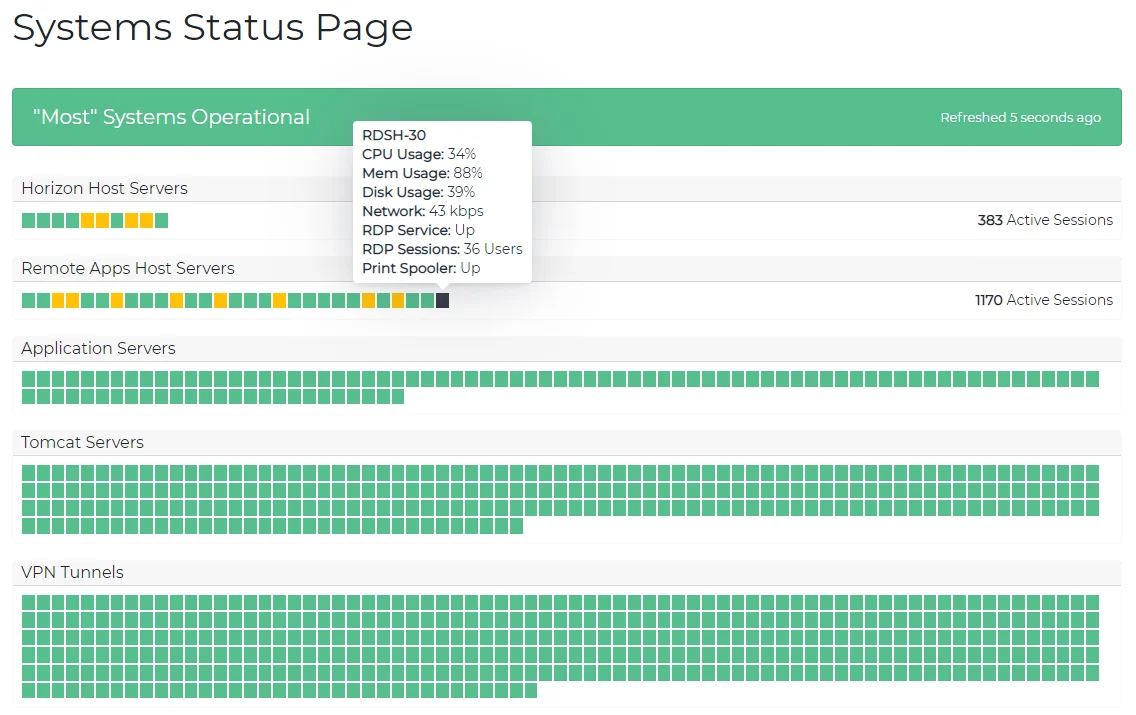 Systems Status Page
"Most" Systems Operational
Refreshed 5 seconds ago
RDSH-30
CPU Usage: 34%
Mem Usage: 88%
Disk Usage: 39%
Network: 43 kbps
RDP Service: Up
RDP Sessions: 36 Users
Print Spooler: Up
Horizon Host Servers
383 Active Sessions
Remote Apps Host Servers
1170 Active Sessions
Application Servers
Tomcat Servers
VPN Tunnels